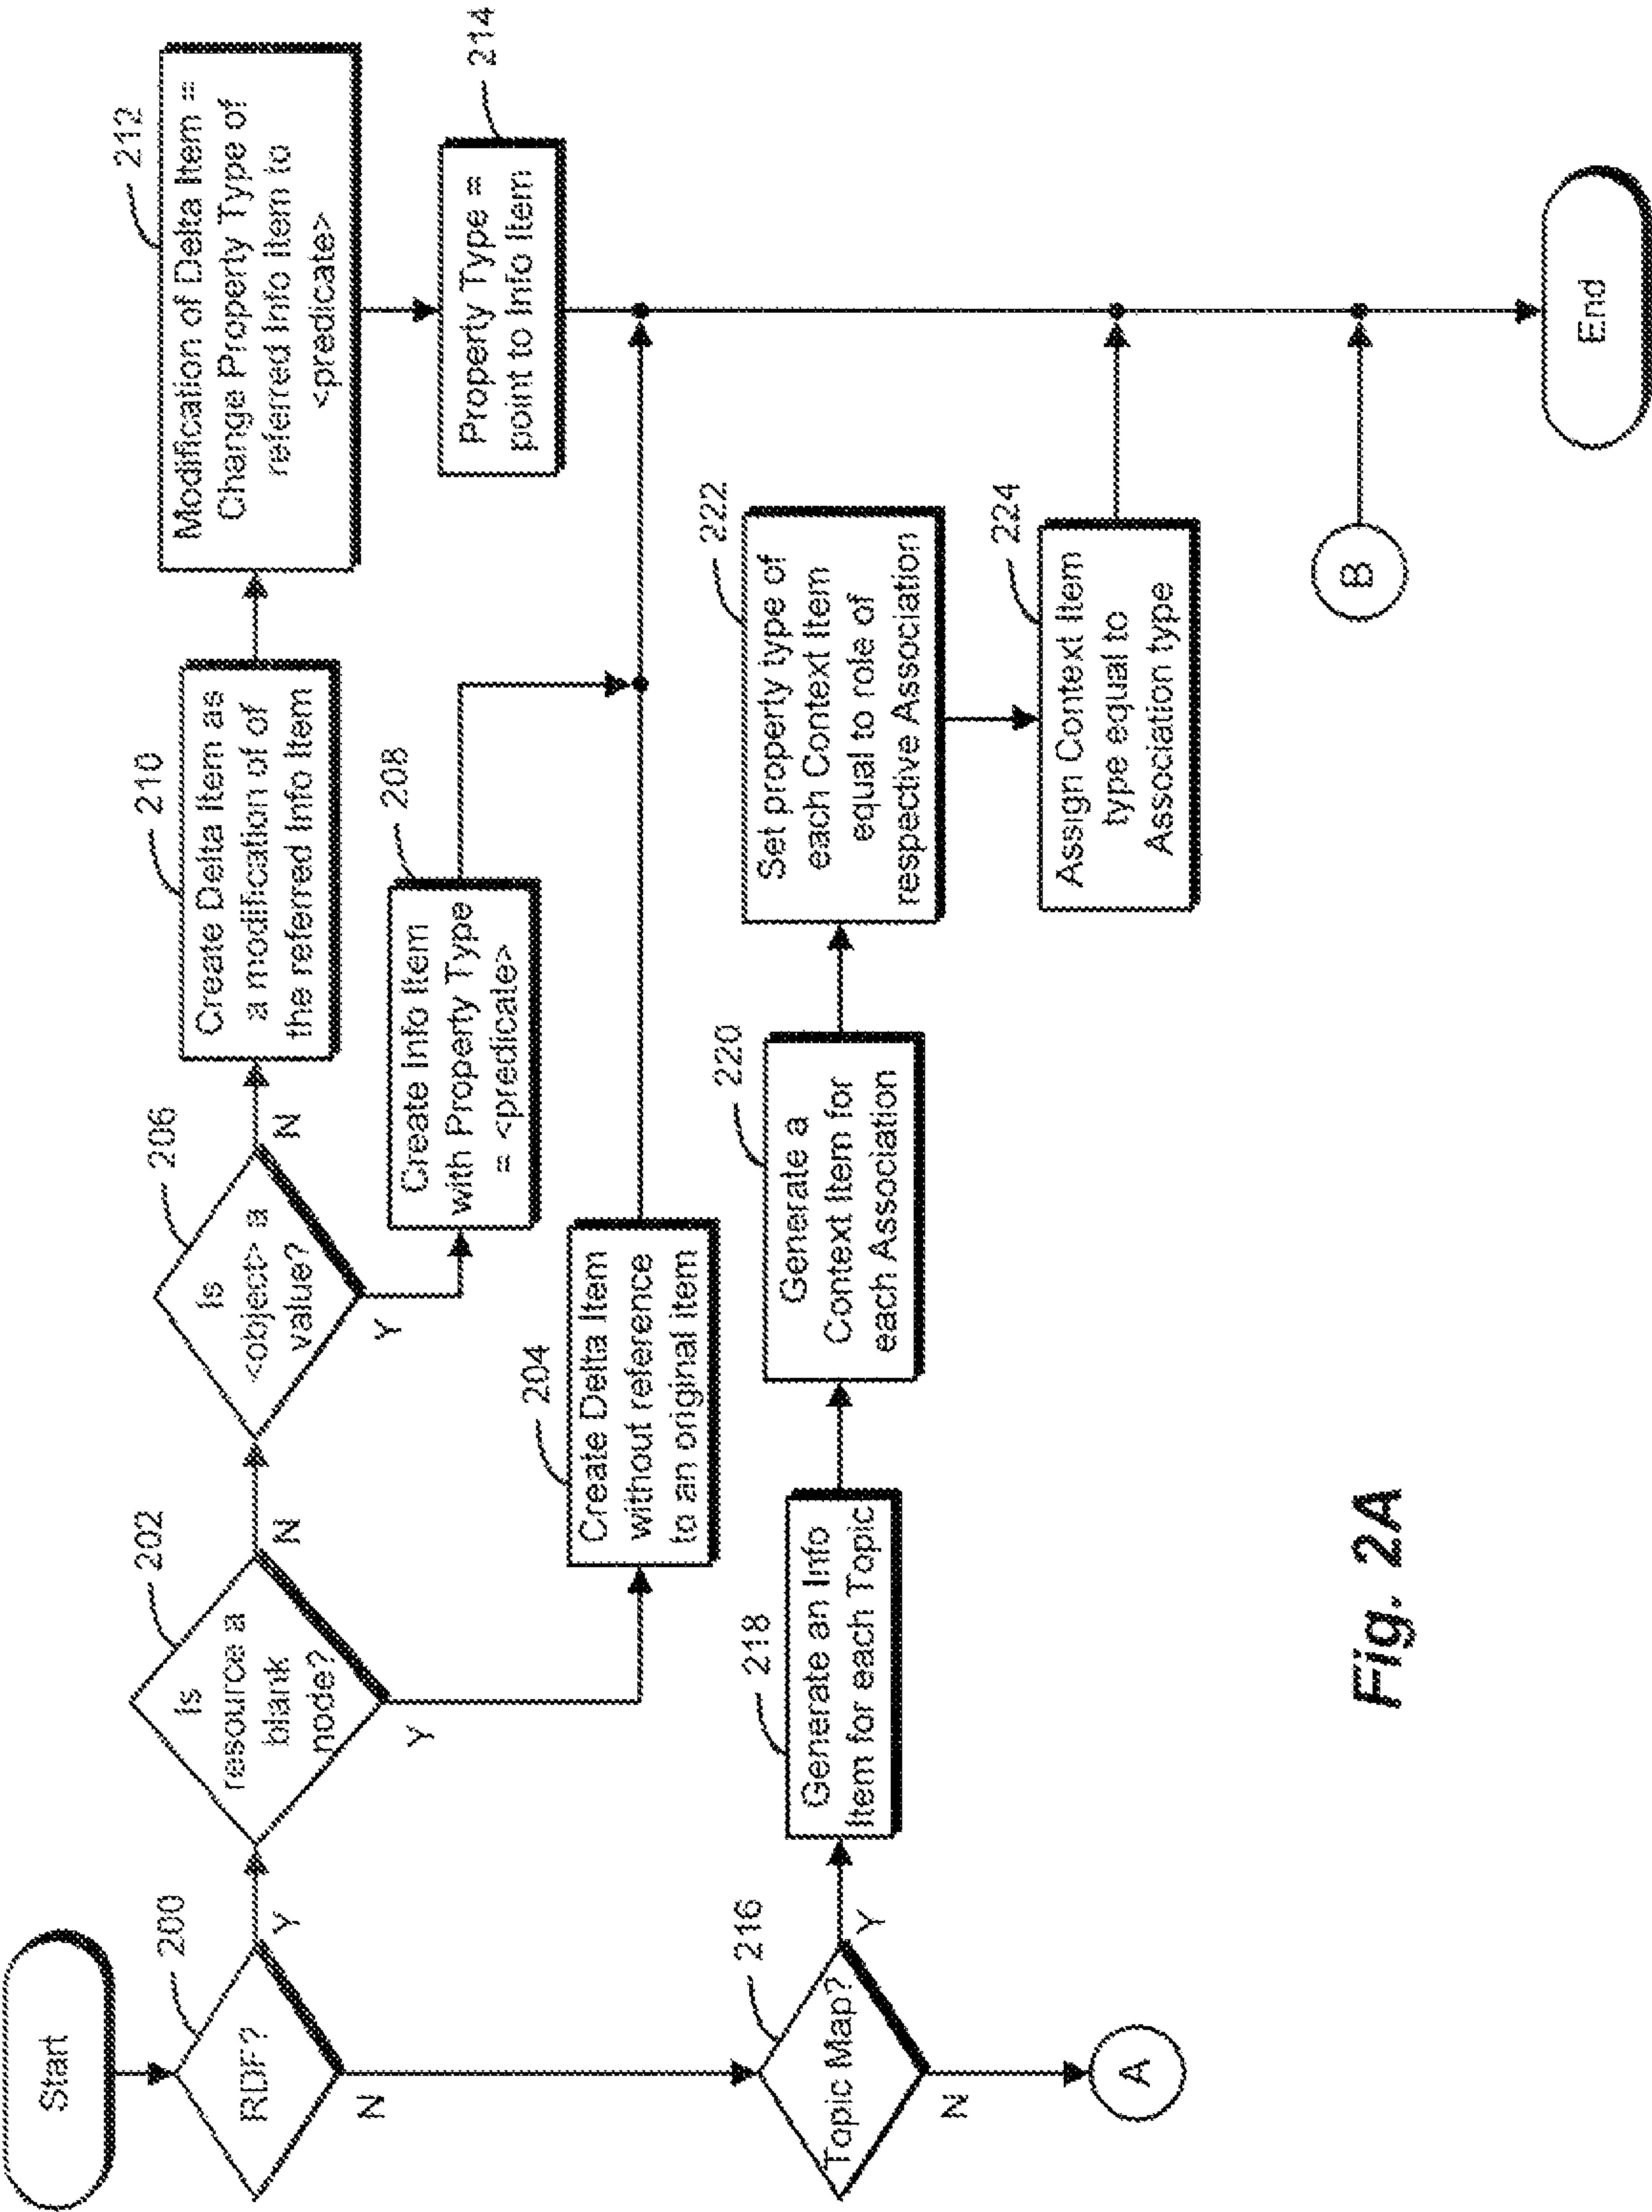 Start
200
RDF?
Y
N
202
Is
resource a
blank
node?
N
Y
206
Is
<object> a
value?
N
Y
210
Create Delta Item as
a modification of of
the referred Info Item
212
Modification of Delta Item =
Change Property Type of
referred Info Item to
<predicate>
214
Property Type =
point to Info Item
208
Create Info Item
with Property Type
= <predicate>
204
Create Delta Item
without reference
to an original Item
216
Topic Map?
Y
N
A
218
Generate an Info
Item for each Topic
220
Generate a
Context Item for
each Association
222
Set property type of
each Context Item
equal to role of
respective Association
224
Assign Context Item
type equal to
Association type
B
End
Fig. 2A